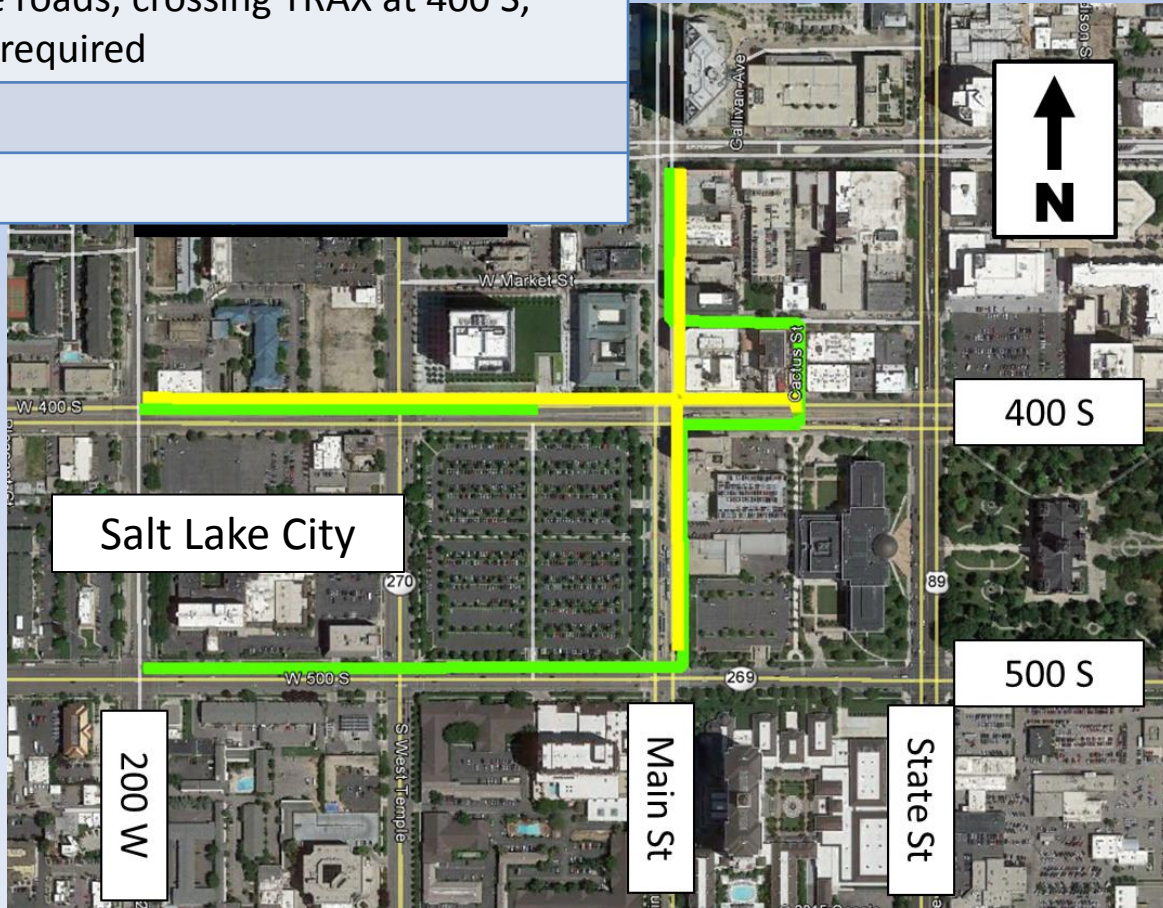 roads, crossing TRAX at 400 S,
required
Gallivan Ave
N
W Market St
Cactus St
W 400 S
400 S
Salt Lake City
270
89
W 500 S
269
500 S
200 W
S West Temple
Main St
State St